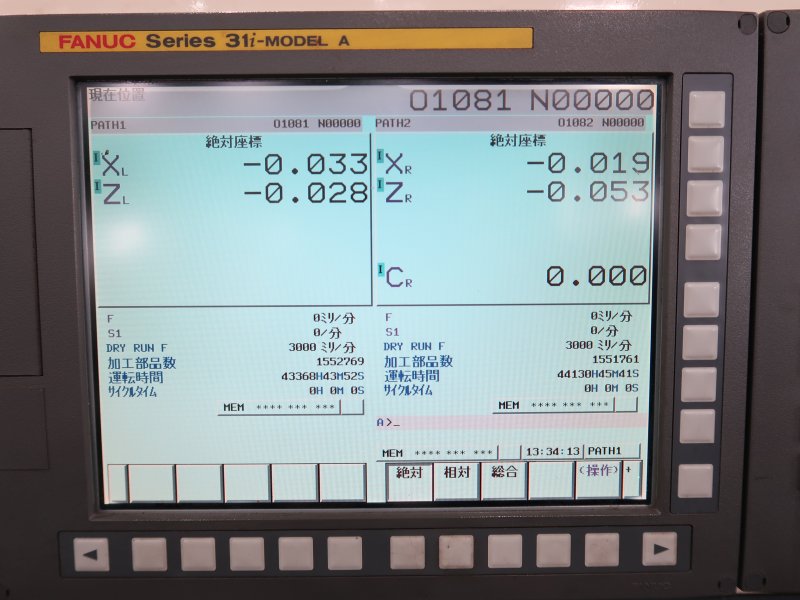 FANUC Series 31i-MODEL A
現在位置 O1081 N00000
PATH1 O1081 N00000
絶対座標
I XL -0.033
I ZL -0.028
F 0ミリ/分
S1 0/分
DRY RUN F 3000 ミリ/分
加工部品数 1552769
運転時間 43368H43M52S
サイクルタイム 0H 0M 0S
MEM **** *** ***
PATH2 O1082 N00000
絶対座標
I XR -0.019
I ZR -0.053
I CR 0.000
F 0ミリ/分
S1 0/分
DRY RUN F 3000 ミリ/分
加工部品数 1551761
運転時間 44130H45M41S
サイクルタイム 0H 0M 0S
MEM **** *** ***
A>_
MEM **** *** *** 13:34:13 PATH1
絶対 相対 総合 (操作) +